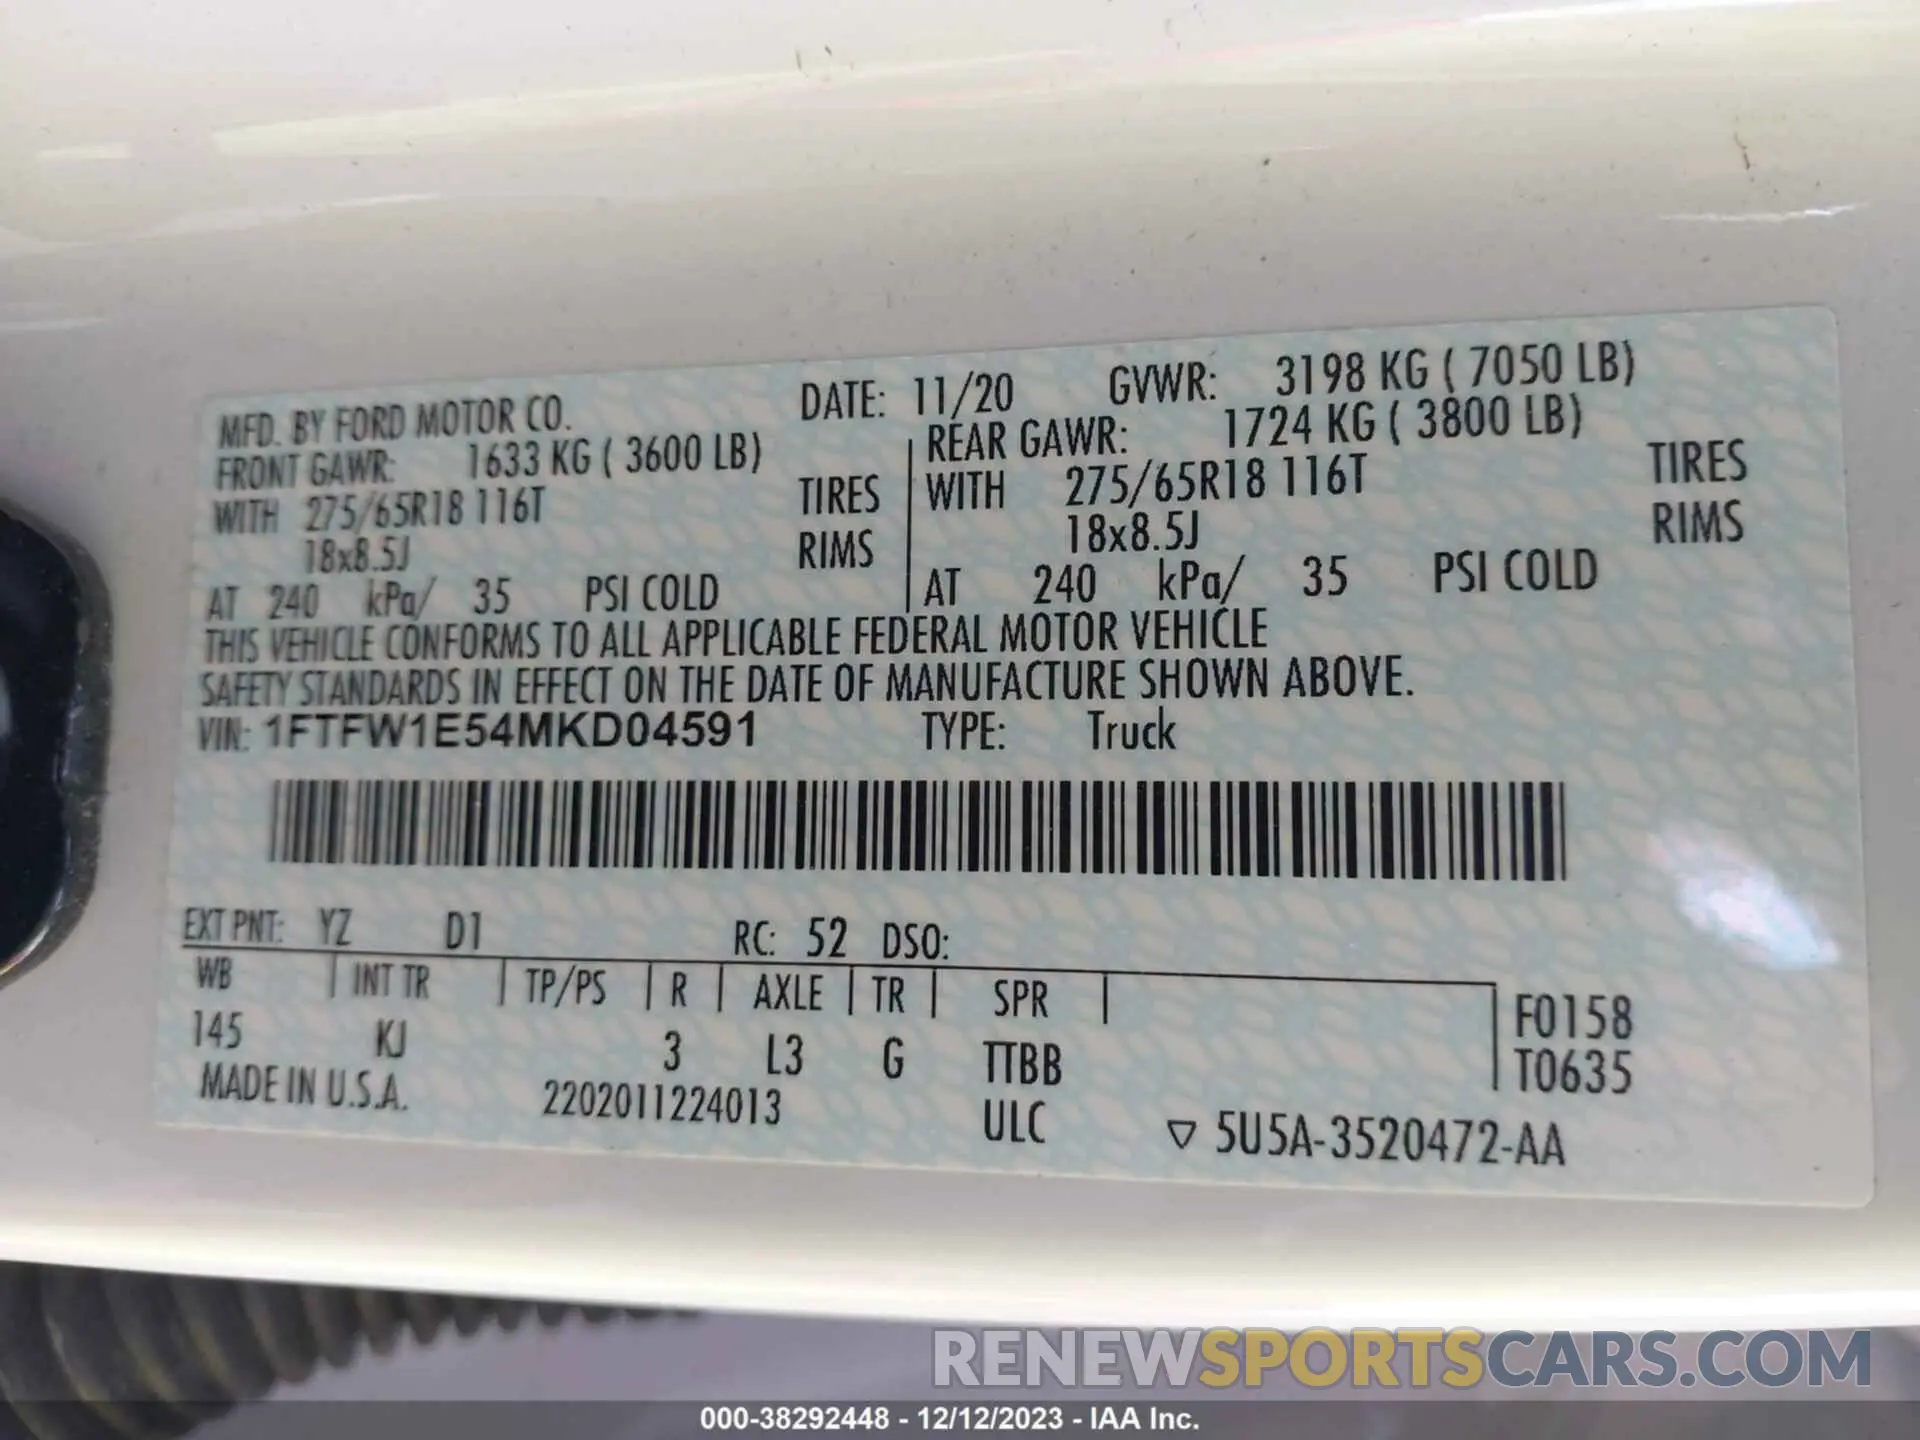 MFD. BY FORD MOTOR CO. DATE: 11/20 GVWR: 3198 KG ( 7050 LB)
FRONT GAWR: 1633 KG ( 3600 LB) REAR GAWR: 1724 KG ( 3800 LB)
WITH 275/65R18 116T TIRES WITH 275/65R18 116T TIRES
18x8.5J RIMS 18x8.5J RIMS
AT 240 kPa/ 35 PSI COLD AT 240 kPa/ 35 PSI COLD
THIS VEHICLE CONFORMS TO ALL APPLICABLE FEDERAL MOTOR VEHICLE
SAFETY STANDARDS IN EFFECT ON THE DATE OF MANUFACTURE SHOWN ABOVE.
VIN: 1FTFW1E54MKD04591 TYPE: Truck
EXT PNT: YZ D1 RC: 52 DSO:
WB INT TR TP/PS R AXLE TR SPR F0158
145 KJ 3 L3 G TTBB T0635
MADE IN U.S.A. 2202011224013 ULC ▽ 5U5A-3520472-AA
RENEWSPORTSCARS.COM
000-38292448 - 12/12/2023 - IAA Inc.